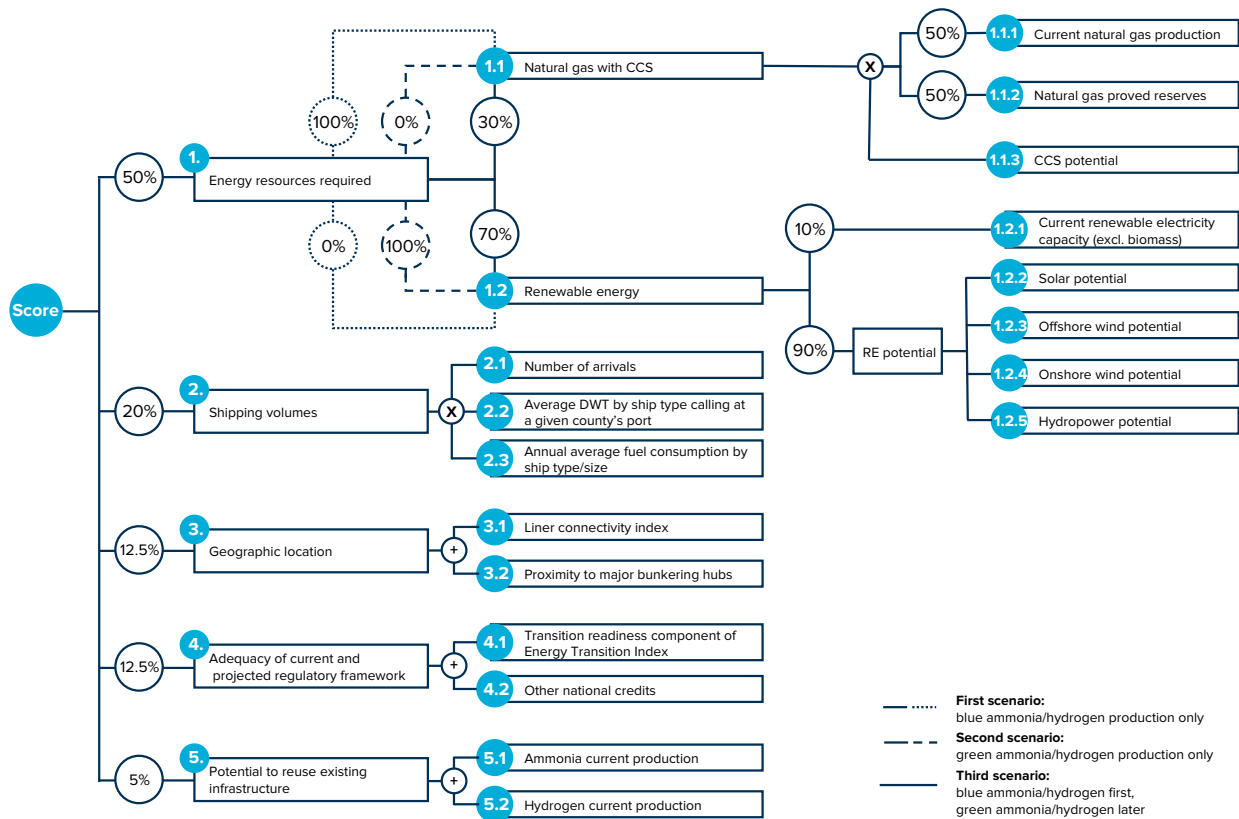 Score
50%
1.
Energy resources required
100%
0%
30%
0%
100%
70%
1.1
Natural gas with CCS
X
50%
1.1.1
Current natural gas production
50%
1.1.2
Natural gas proved reserves
1.1.3
CCS potential
1.2
Renewable energy
10%
1.2.1
Current renewable electricity
capacity (excl. biomass)
90%
RE potential
1.2.2
Solar potential
1.2.3
Offshore wind potential
1.2.4
Onshore wind potential
1.2.5
Hydropower potential
20%
2.
Shipping volumes
X
2.1
Number of arrivals
2.2
Average DWT by ship type calling at
a given county's port
2.3
Annual average fuel consumption by
ship type/size
12.5%
3.
Geographic location
+
3.1
Liner connectivity index
3.2
Proximity to major bunkering hubs
12.5%
4.
Adequacy of current and
projected regulatory framework
+
4.1
Transition readiness component of
Energy Transition Index
4.2
Other national credits
5%
5.
Potential to reuse existing
infrastructure
+
5.1
Ammonia current production
5.2
Hydrogen current production
First scenario:
blue ammonia/hydrogen production only
Second scenario:
green ammonia/hydrogen production only
Third scenario:
blue ammonia/hydrogen first,
green ammonia/hydrogen later